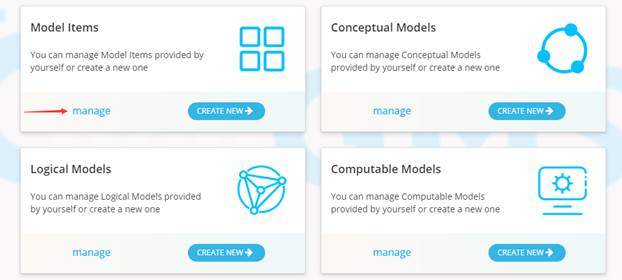 Model Items
You can manage Model Items provided by
yourself or create a new one
manage
CREATE NEW
Conceptual Models
You can manage Conceptual Models
provided by yourself or create a new one
manage
CREATE NEW
Logical Models
You can manage Logical Models provided
by yourself or create a new one
manage
CREATE NEW
Computable Models
You can manage Computable Models
provided by yourself or create a new one
manage
CREATE NEW